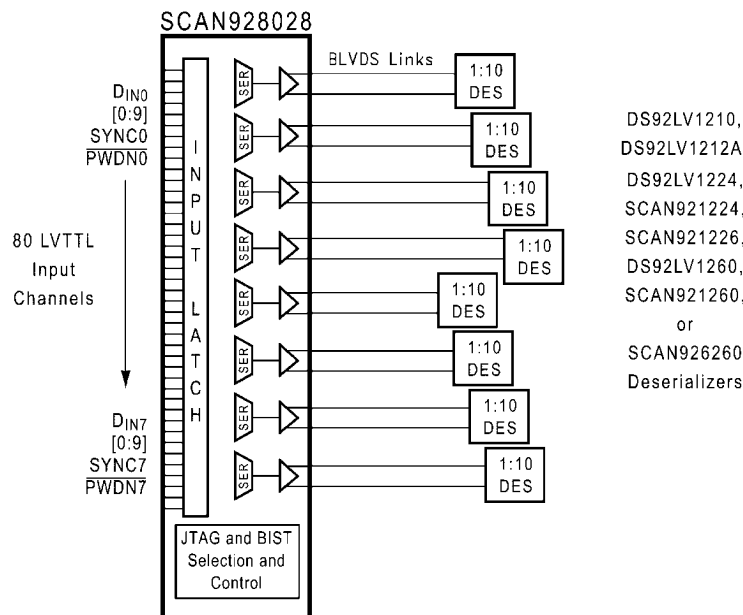 SCAN928028
BLVDS Links
DIN0
[0:9]
SYNC0
PWDN0
80 LVTTL
Input
Channels
DIN7
[0:9]
SYNC7
PWDN7
INPUT LATCH
SER
SER
SER
SER
SER
SER
SER
SER
1:10
DES
1:10
DES
1:10
DES
1:10
DES
1:10
DES
1:10
DES
1:10
DES
1:10
DES
JTAG and BIST
Selection and
Control
DS92LV1210,
DS92LV1212A
DS92LV1224,
SCAN921224,
SCAN921226,
DS92LV1260,
SCAN921260,
or
SCAN926260
Deserializers